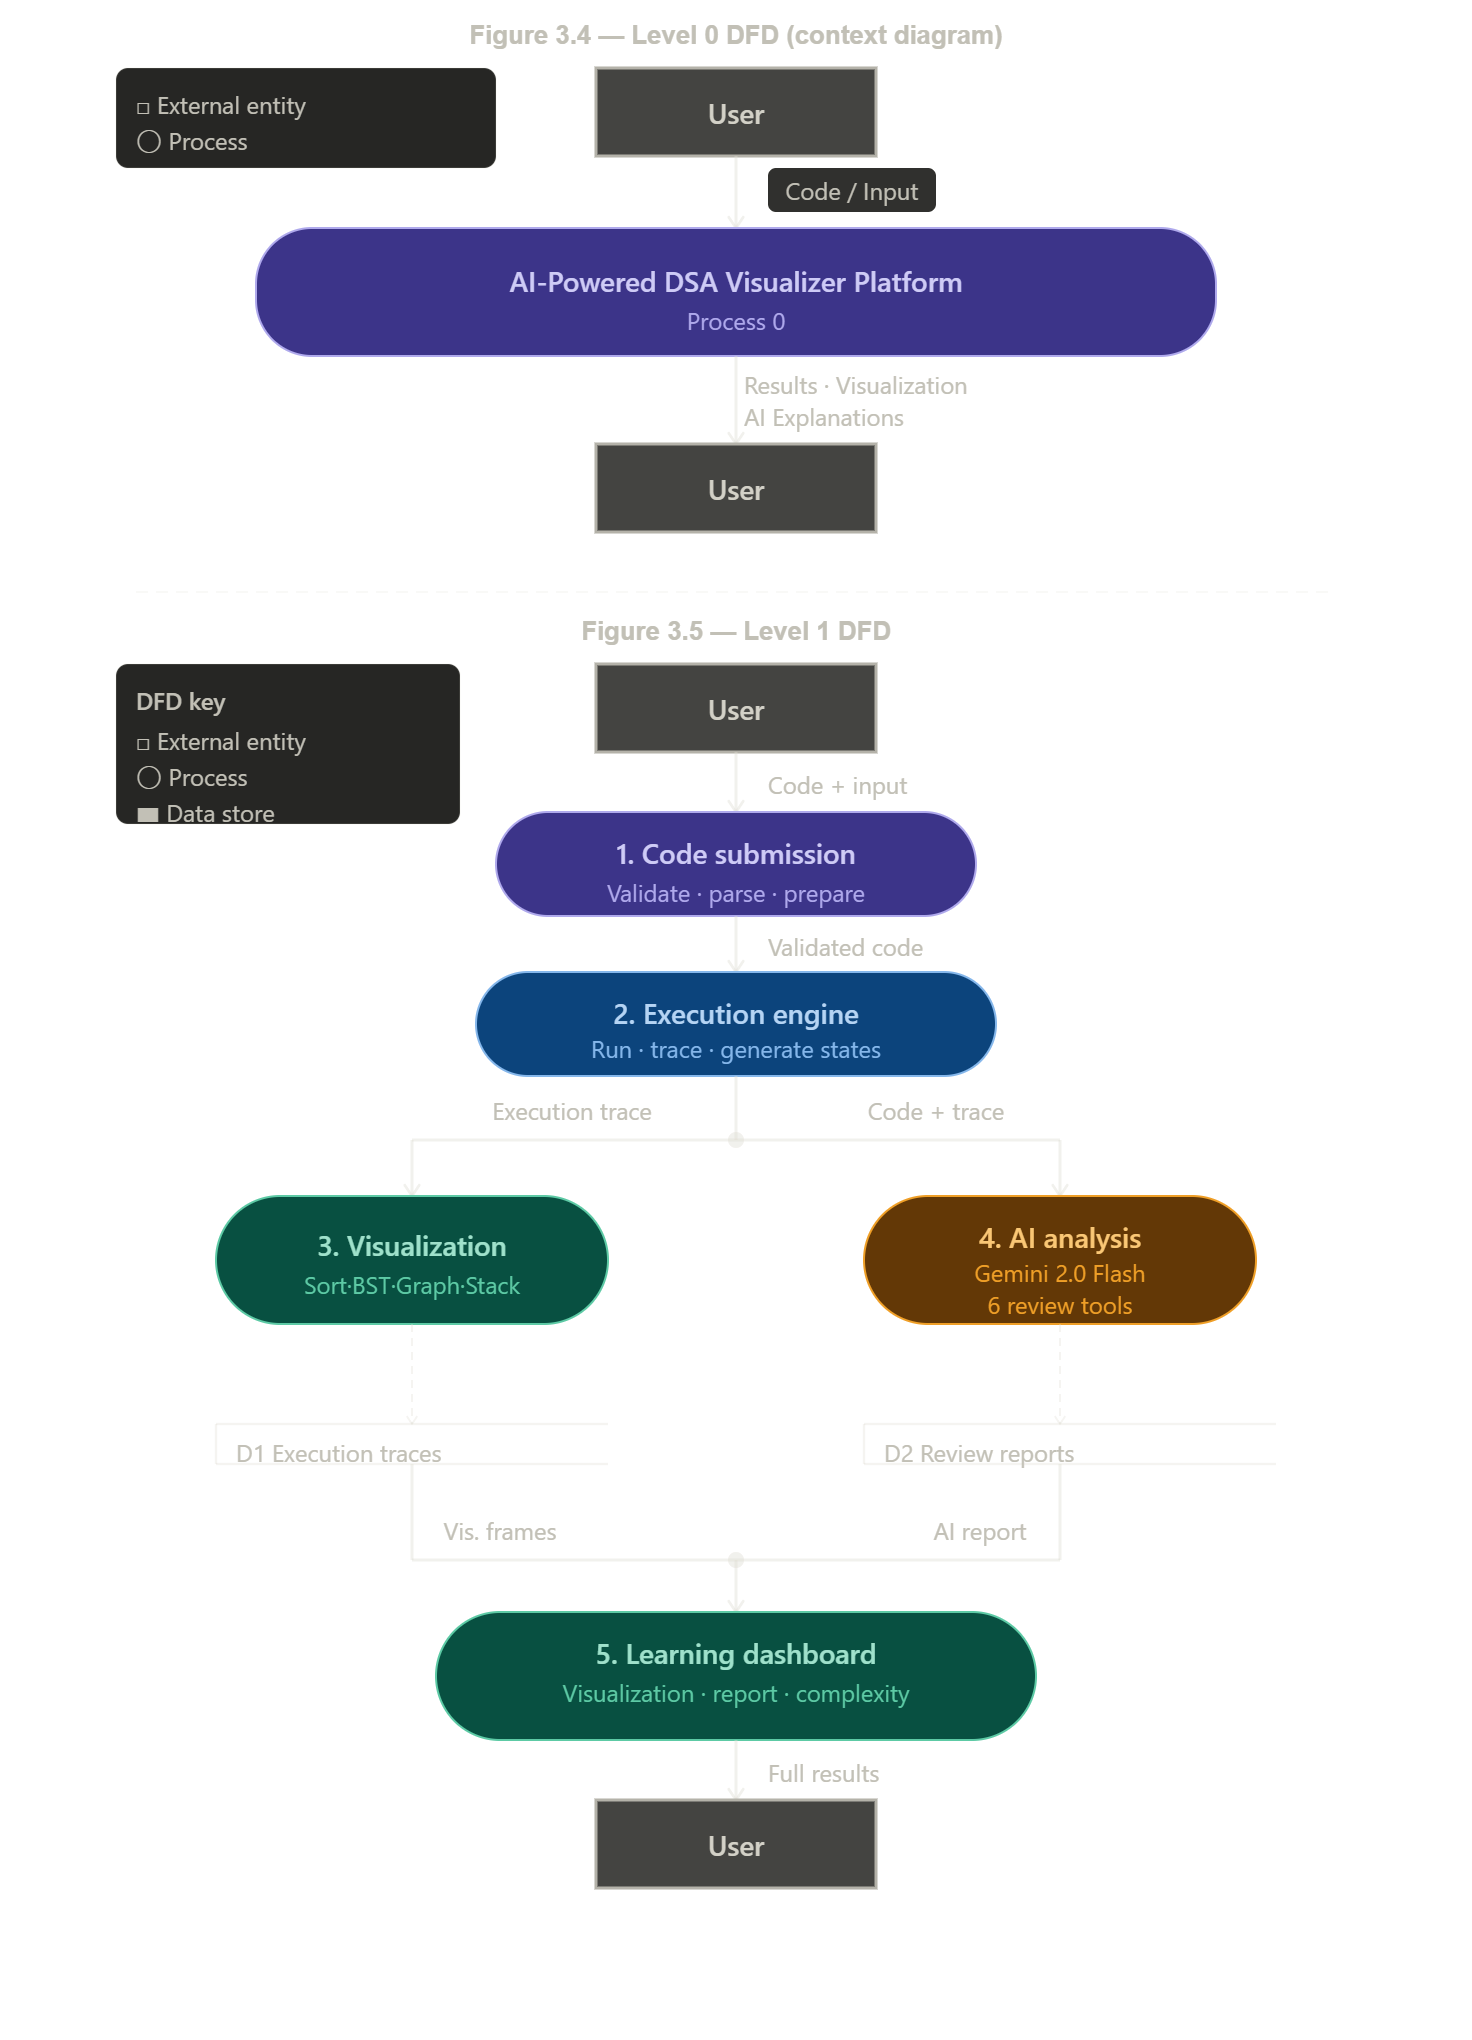 Figure 3.4 — Level 0 DFD (context diagram)
□ External entity
◯ Process
User
Code / Input
AI-Powered DSA Visualizer Platform
Process 0
Results · Visualization
AI Explanations
User
Figure 3.5 — Level 1 DFD
DFD key
□ External entity
◯ Process
■ Data store
User
Code + input
1. Code submission
Validate · parse · prepare
Validated code
2. Execution engine
Run · trace · generate states
Execution trace
Code + trace
3. Visualization
Sort·BST·Graph·Stack
4. AI analysis
Gemini 2.0 Flash
6 review tools
D1 Execution traces
D2 Review reports
Vis. frames
AI report
5. Learning dashboard
Visualization · report · complexity
Full results
User